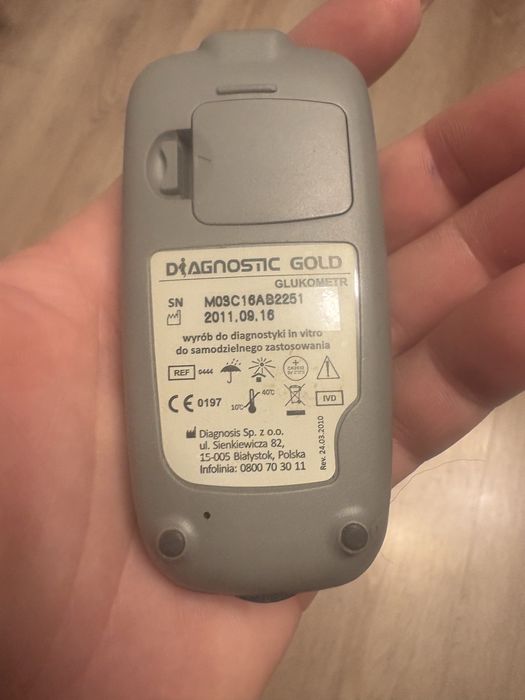 DIAGNOSTIC GOLD
GLUKOMETR
SN M03C16AB2251
2011.09.16
wyrób do diagnostyki in vitro
do samodzielnego zastosowania
REF 0444
CE 0197 10°C 40°C IVD
Diagnosis Sp. z o.o.
ul. Sienkiewicza 82,
15-005 Białystok, Polska
Infolinia: 0800 70 30 11
Rev. 24.03.2010